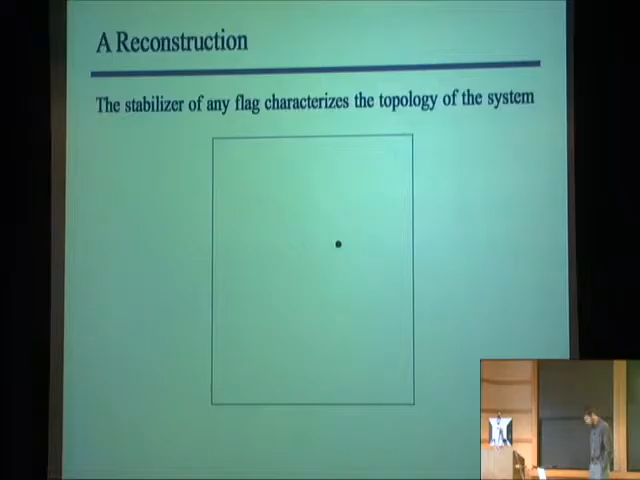 A Reconstruction
The stabilizer of any flag characterizes the topology of the system